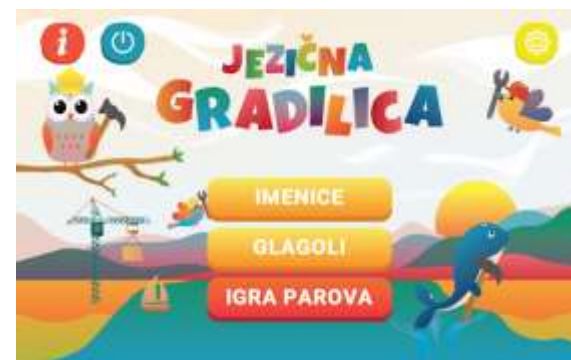 i
JEZIČNA
GRADILICA
IMENICE
GLAGOLI
IGRA PAROVA